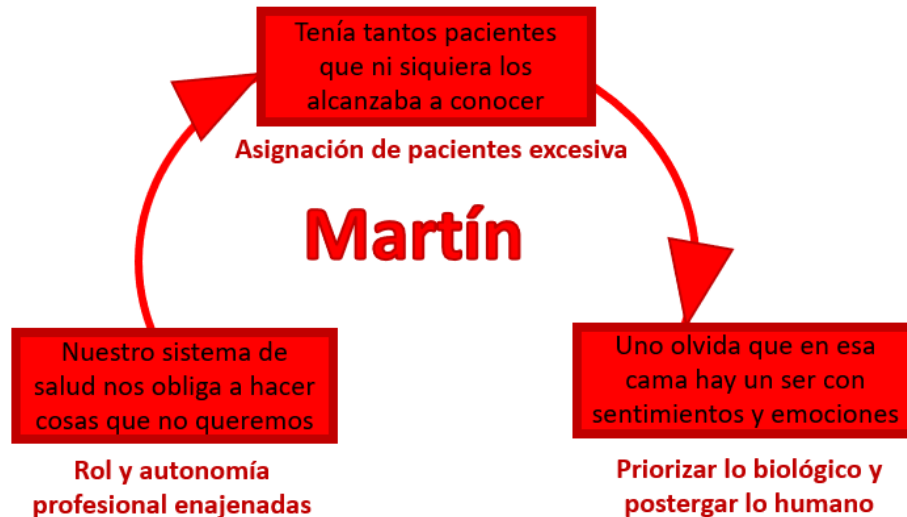 Tenía tantos pacientes
que ni siquiera los
alcanzaba a conocer
Asignación de pacientes excesiva
Martín
Nuestro sistema de
salud nos obliga a hacer
cosas que no queremos
Rol y autonomía
profesional enajenadas
Uno olvida que en esa
cama hay un ser con
sentimientos y emociones
Priorizar lo biológico y
postergar lo humano